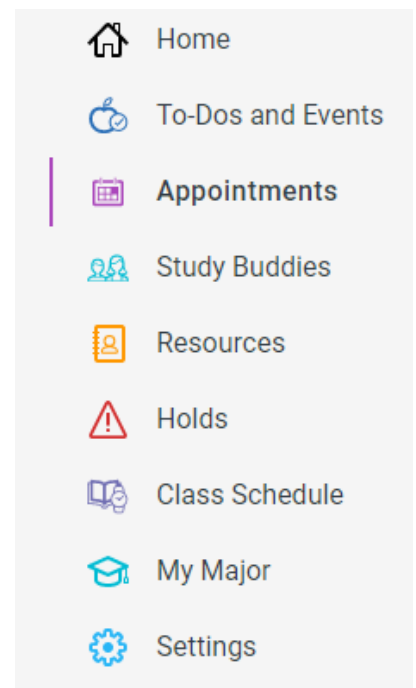 Home
To-Dos and Events
Appointments
Study Buddies
Resources
Holds
Class Schedule
My Major
Settings